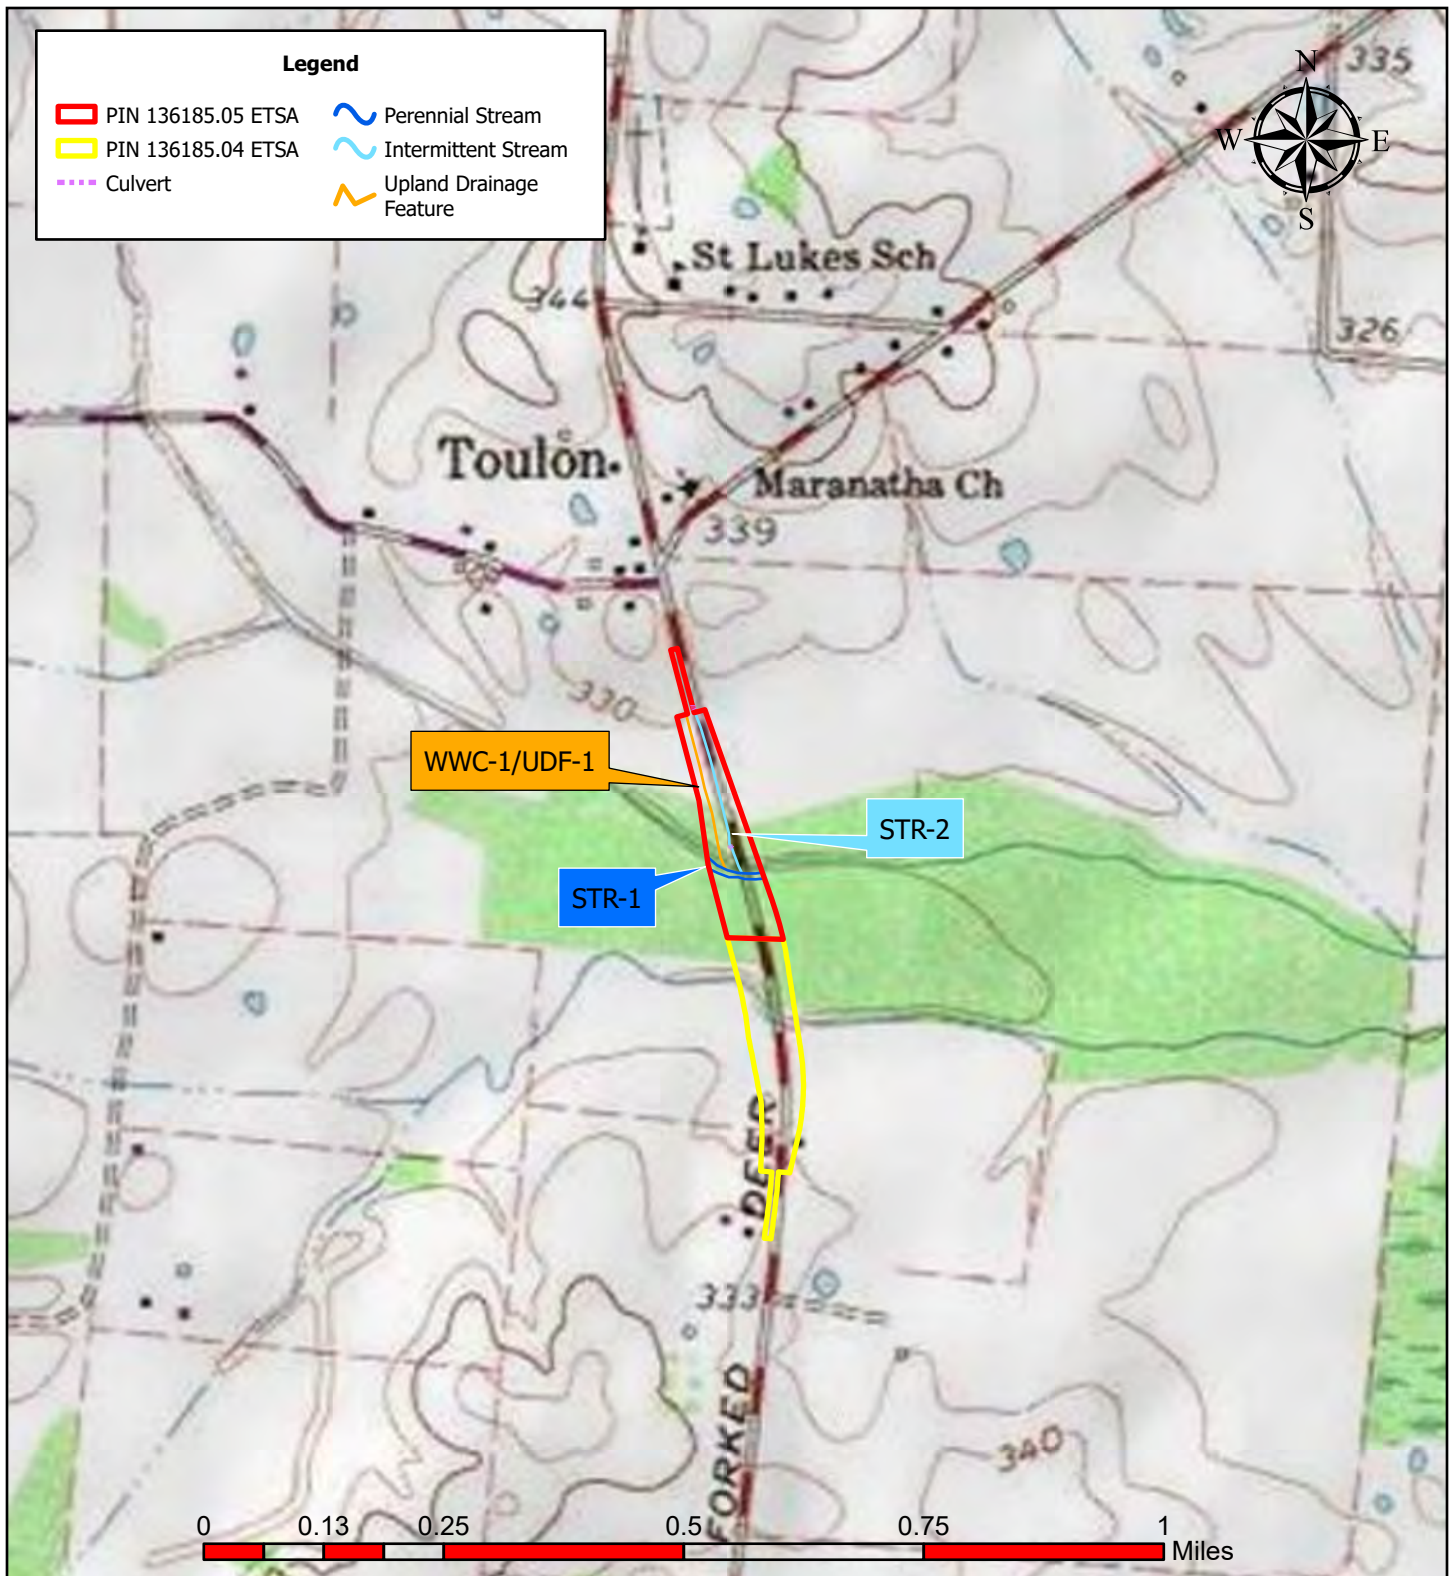 Legend
PIN 136185.05 ETSA
PIN 136185.04 ETSA
Culvert
Perennial Stream
Intermittent Stream
Upland Drainage
Feature
N
W
E
S
335
St Lukes Sch
344
326
Toulon
Maranatha Ch
339
330
WWC-1/UDF-1
STR-2
STR-1
DEER
333
FORKED
340
0
0.13
0.25
0.5
0.75
1
Miles